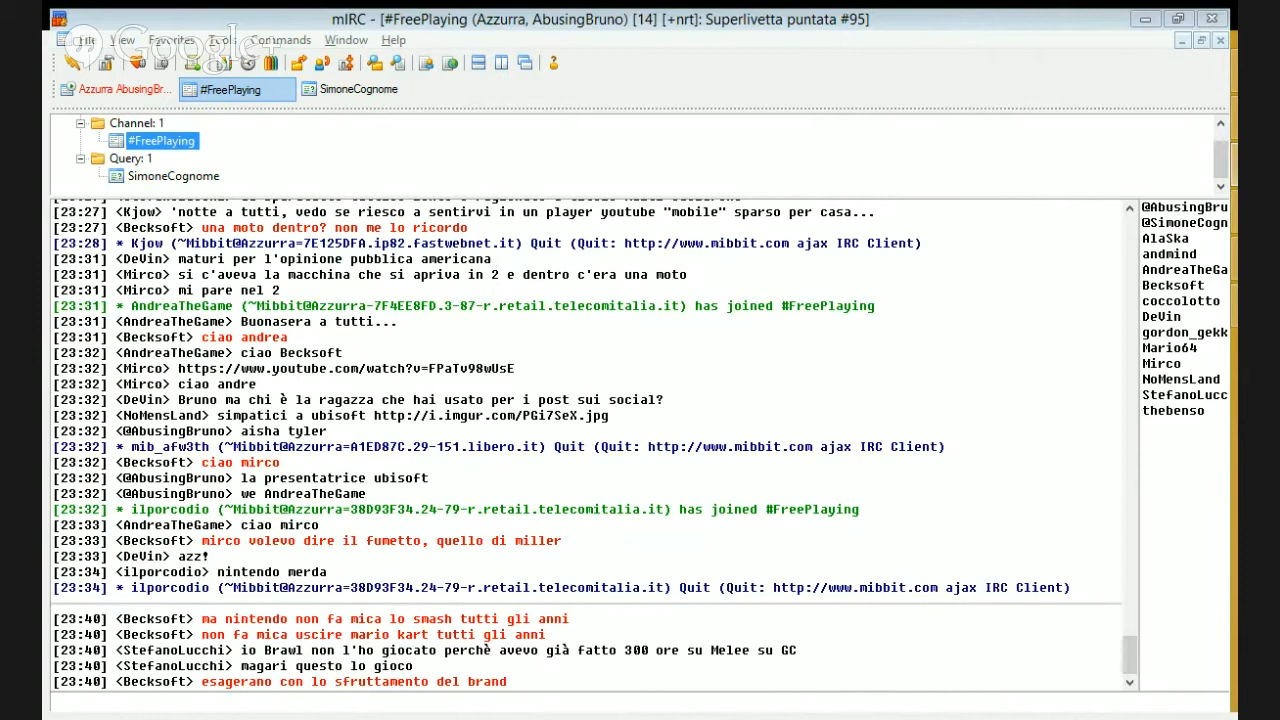 mIRC - [#FreePlaying (Azzurra, AbusingBruno) [14] [+nrt]: Superlivetta puntata #95]
File View Favorites Tools Commands Window Help
Google+
Azzurra AbusingBr... #FreePlaying SimoneCognome
Channel: 1
#FreePlaying
Query: 1
SimoneCognome
[23:27] <Kjow> 'notte a tutti, vedo se riesco a sentirvi in un player youtube "mobile" sparso per casa...
[23:27] <Becksoft> una moto dentro? non me lo ricordo
[23:28] * Kjow (~Mibbit@Azzurra=7E125DFA.ip82.fastwebnet.it) Quit (Quit: http://www.mibbit.com ajax IRC Client)
[23:31] <DeVin> maturi per l'opinione pubblica americana
[23:31] <Mirco> si c'aveva la macchina che si apriva in 2 e dentro c'era una moto
[23:31] <Mirco> mi pare nel 2
[23:31] * AndreaTheGame (~Mibbit@Azzurra-7F4EE8FD.3-87-r.retail.telecomitalia.it) has joined #FreePlaying
[23:31] <AndreaTheGame> Buonasera a tutti...
[23:31] <Becksoft> ciao andrea
[23:32] <AndreaTheGame> ciao Becksoft
[23:32] <Mirco> https://www.youtube.com/watch?v=FPaTv98wUsE
[23:32] <Mirco> ciao andre
[23:32] <DeVin> Bruno ma chi è la ragazza che hai usato per i post sui social?
[23:32] <NoMensLand> simpatici a ubisoft http://i.imgur.com/PGi7SeX.jpg
[23:32] <@AbusingBruno> aisha tyler
[23:32] * mib_afw3th (~Mibbit@Azzurra=A1ED87C.29-151.libero.it) Quit (Quit: http://www.mibbit.com ajax IRC Client)
[23:32] <Becksoft> ciao mirco
[23:32] <@AbusingBruno> la presentatrice ubisoft
[23:32] <@AbusingBruno> we AndreaTheGame
[23:32] * ilporcodio (~Mibbit@Azzurra=38D93F34.24-79-r.retail.telecomitalia.it) has joined #FreePlaying
[23:33] <AndreaTheGame> ciao mirco
[23:33] <Becksoft> mirco volevo dire il fumetto, quello di miller
[23:33] <DeVin> azz!
[23:34] <ilporcodio> nintendo merda
[23:34] * ilporcodio (~Mibbit@Azzurra=38D93F34.24-79-r.retail.telecomitalia.it) Quit (Quit: http://www.mibbit.com ajax IRC Client)
[23:40] <Becksoft> ma nintendo non fa mica lo smash tutti gli anni
[23:40] <Becksoft> non fa mica uscire mario kart tutti gli anni
[23:40] <StefanoLucchi> io Brawl non l'ho giocato perchè avevo già fatto 300 ore su Melee su GC
[23:40] <StefanoLucchi> magari questo lo gioco
[23:40] <Becksoft> esagerano con lo sfruttamento del brand
@AbusingBru
@SimoneCogn
AlaSka
andmind
AndreaTheGa
Becksoft
coccolotto
DeVin
gordon_gekk
Mario64
Mirco
NoMensLand
StefanoLucc
thebenso